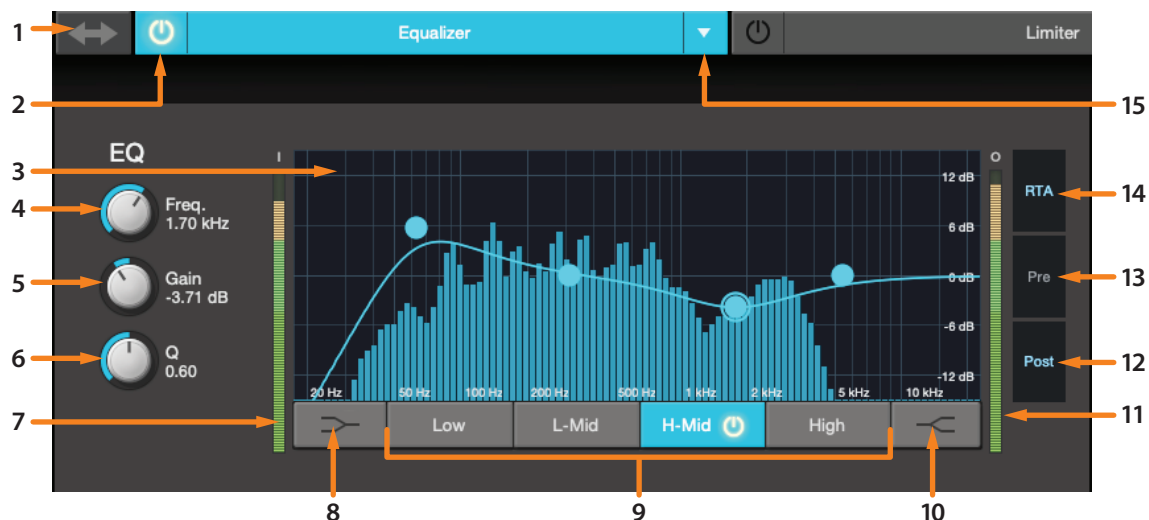 1
Equalizer
Limiter
2
15
EQ
I
O
3
12 dB
RTA
14
4
Freq.
1.70 kHz
6 dB
5
Gain
-3.71 dB
0 dB
Pre
13
-6 dB
6
Q
0.60
Post
12
-12 dB
20 Hz 50 Hz 100 Hz 200 Hz 500 Hz 1 kHz 2 kHz 5 kHz 10 kHz
7
Low L-Mid H-Mid High
11
8 9 10